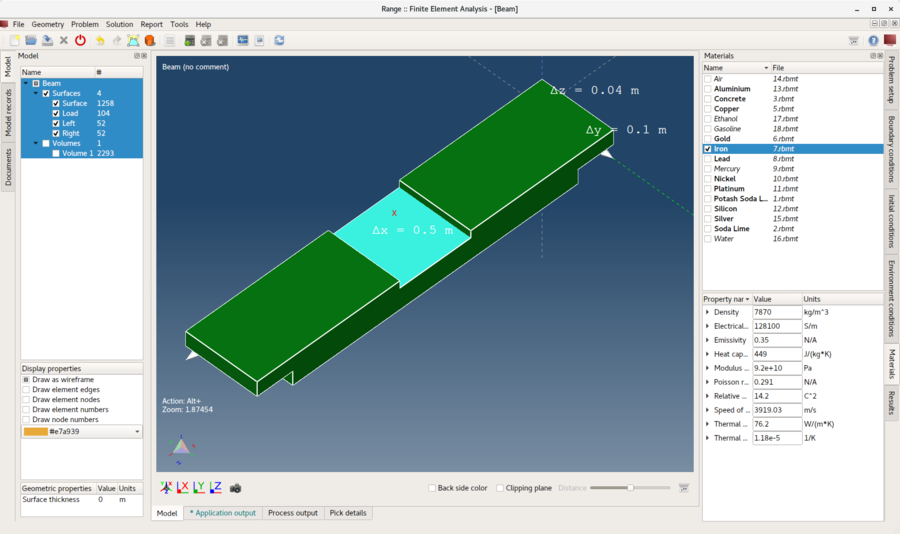 Range :: Finite Element Analysis - [Beam]
File Geometry Problem Solution Report Tools Help
Model
Model records
Documents
Model
Name #
Beam
Surfaces 4
Surface 1258
Load 104
Left 52
Right 52
Volumes 1
Volume 1 2293
Display properties
Draw as wireframe
Draw element edges
Draw element nodes
Draw element numbers
Draw node numbers
#e7a939
Geometric properties Value Units
Surface thickness 0 m
Beam (no comment)
Δz = 0.04 m
Δy = 0.1 m
x
Δx = 0.5 m
Action: Alt+
Zoom: 1.87454
Back side color Clipping plane Distance
Model * Application output Process output Pick details
Materials
Name File
Air 14.rbmt
Aluminium 13.rbmt
Concrete 3.rbmt
Copper 5.rbmt
Ethanol 17.rbmt
Gasoline 18.rbmt
Gold 6.rbmt
Iron 7.rbmt
Lead 8.rbmt
Mercury 9.rbmt
Nickel 10.rbmt
Platinum 11.rbmt
Potash Soda L... 1.rbmt
Silicon 12.rbmt
Silver 15.rbmt
Soda Lime 2.rbmt
Water 16.rbmt
Property nar Value Units
Density 7870 kg/m^3
Electrical... 128100 S/m
Emissivity 0.35 N/A
Heat cap... 449 J/(kg*K)
Modulus ... 9.2e+10 Pa
Poisson r... 0.291 N/A
Relative ... 14.2 C^2
Speed of ... 3919.03 m/s
Thermal ... 76.2 W/(m*K)
Thermal ... 1.18e-5 1/K
Problem setup
Boundary conditions
Initial conditions
Environment conditions
Materials
Results